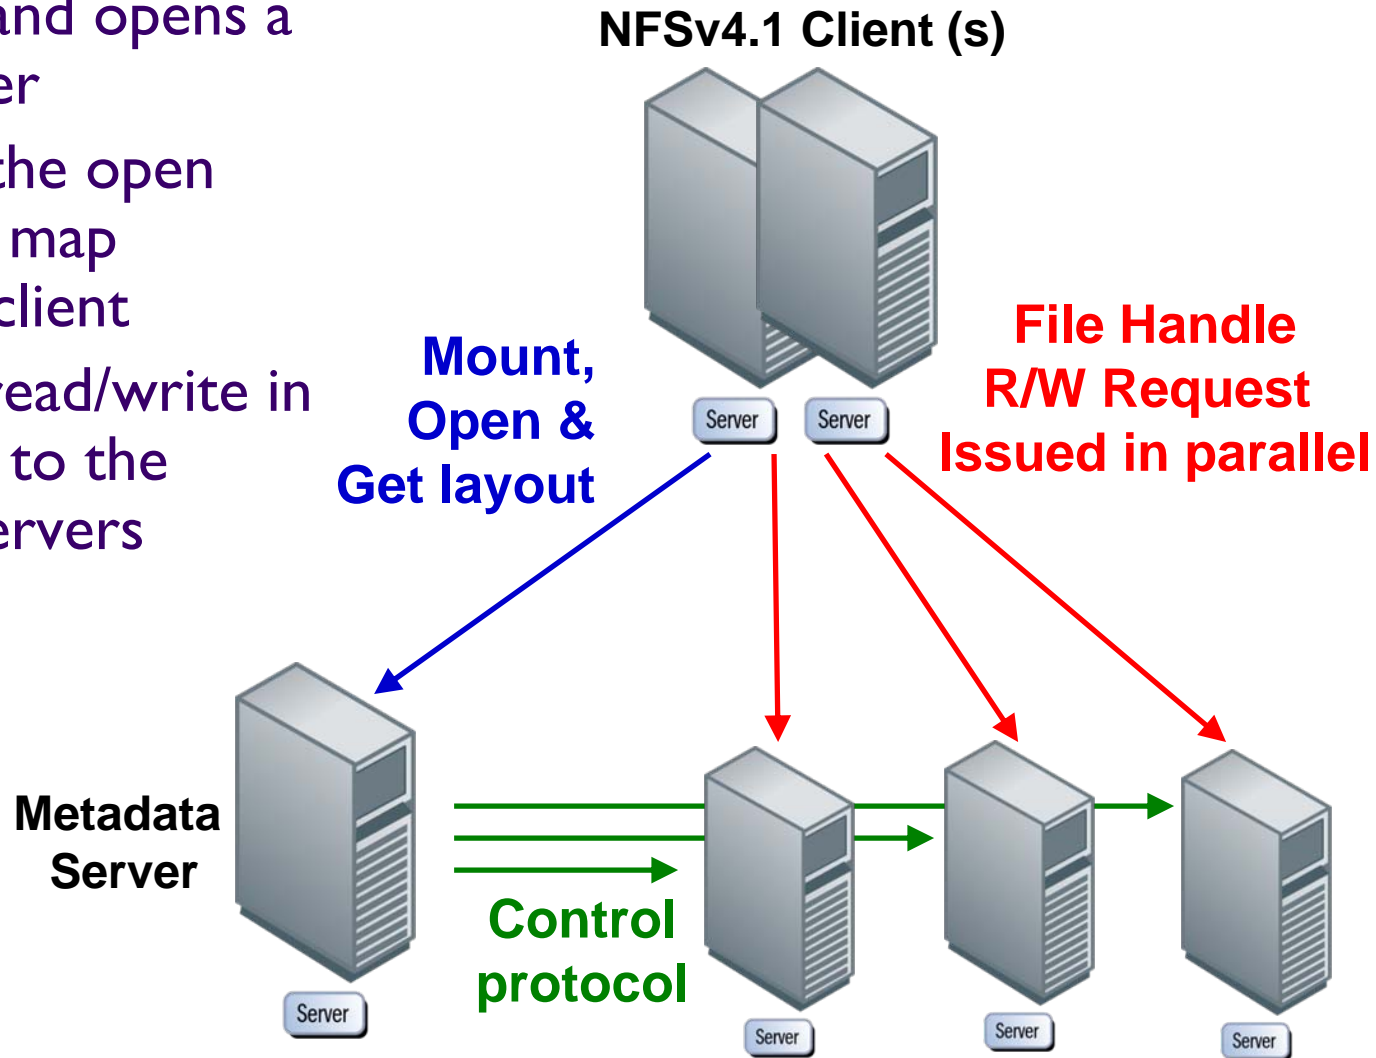 and opens a
er
the open
map
client
read/write in
to the
ervers
NFSv4.1 Client (s)
Mount,
Open &
Get layout
File Handle
R/W Request
Issued in parallel
Server
Server
Metadata
Server
Control
protocol
Server
Server
Server
Server